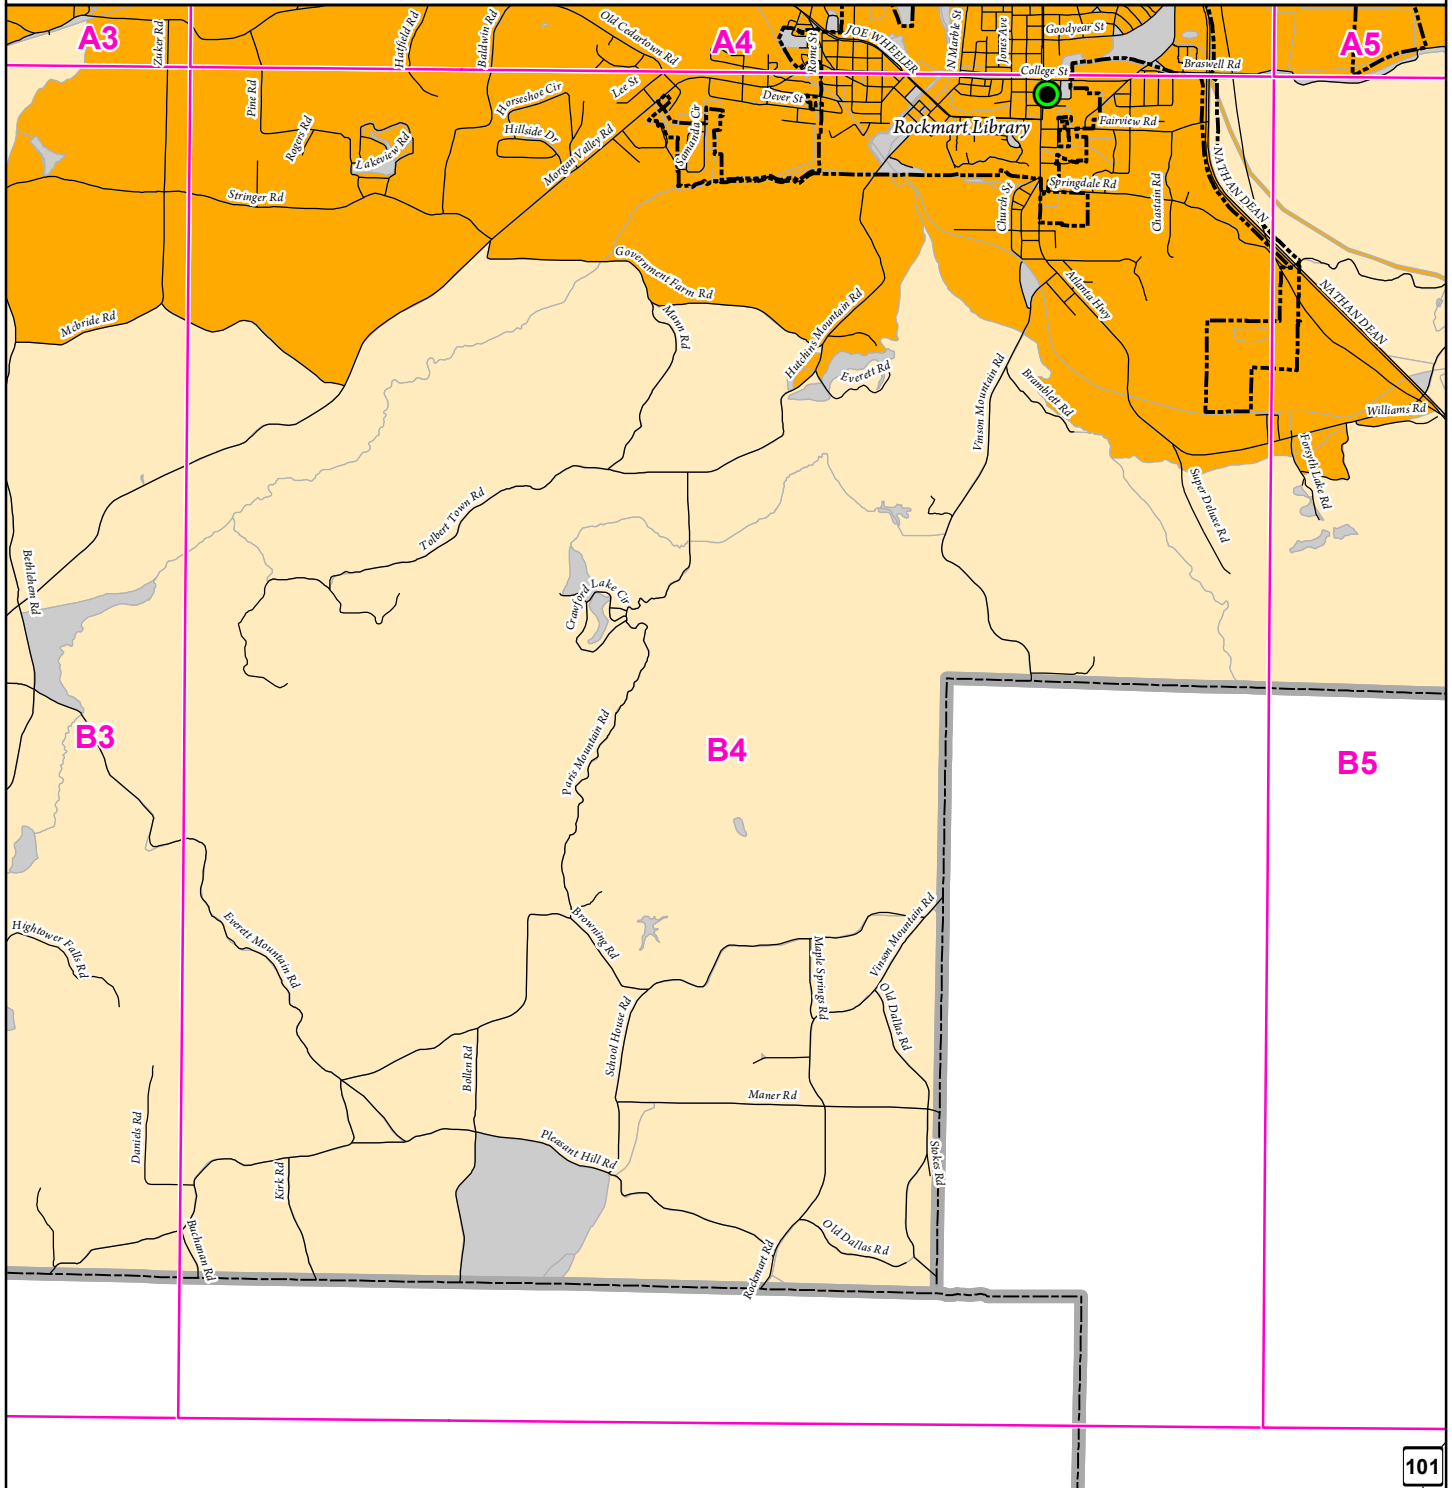 A3
Zuker Rd
Hatfield Rd
Baldwin Rd
Old Cedartown Rd
A4
Rome St
JOE WHEELER
N Marble St
Jones Ave
Goodyear St
A5
College St
Braswell Rd
Pine Rd
Horseshoe Cir
Lee St
Dever St
Rogers Rd
Lakeview Rd
Hillside Dr
Morgan Valley Rd
Samanda Cir
Rockmart Library
Fairview Rd
Stringer Rd
Church St
Springdale Rd
Chastain Rd
NATHAN DEAN
Mcbride Rd
Government Farm Rd
Mann Rd
Hutchins Mountain Rd
Everett Rd
Atlanta Hwy
NATHAN DEAN
Vinson Mountain Rd
Bramblett Rd
Williams Rd
Forsyth Lake Rd
Super Deluxe Rd
Tolbert Town Rd
Bethlehem Rd
Crawford Lake Cir
B3
B4
B5
Paris Mountain Rd
Hightower Falls Rd
Everett Mountain Rd
Browning Rd
Maple Springs Rd
Vinson Mountain Rd
Old Dallas Rd
School House Rd
Bollen Rd
Maner Rd
Daniels Rd
Pleasant Hill Rd
Stokes Rd
Kirk Rd
Buchanan Rd
Rockmart Rd
Old Dallas Rd
101